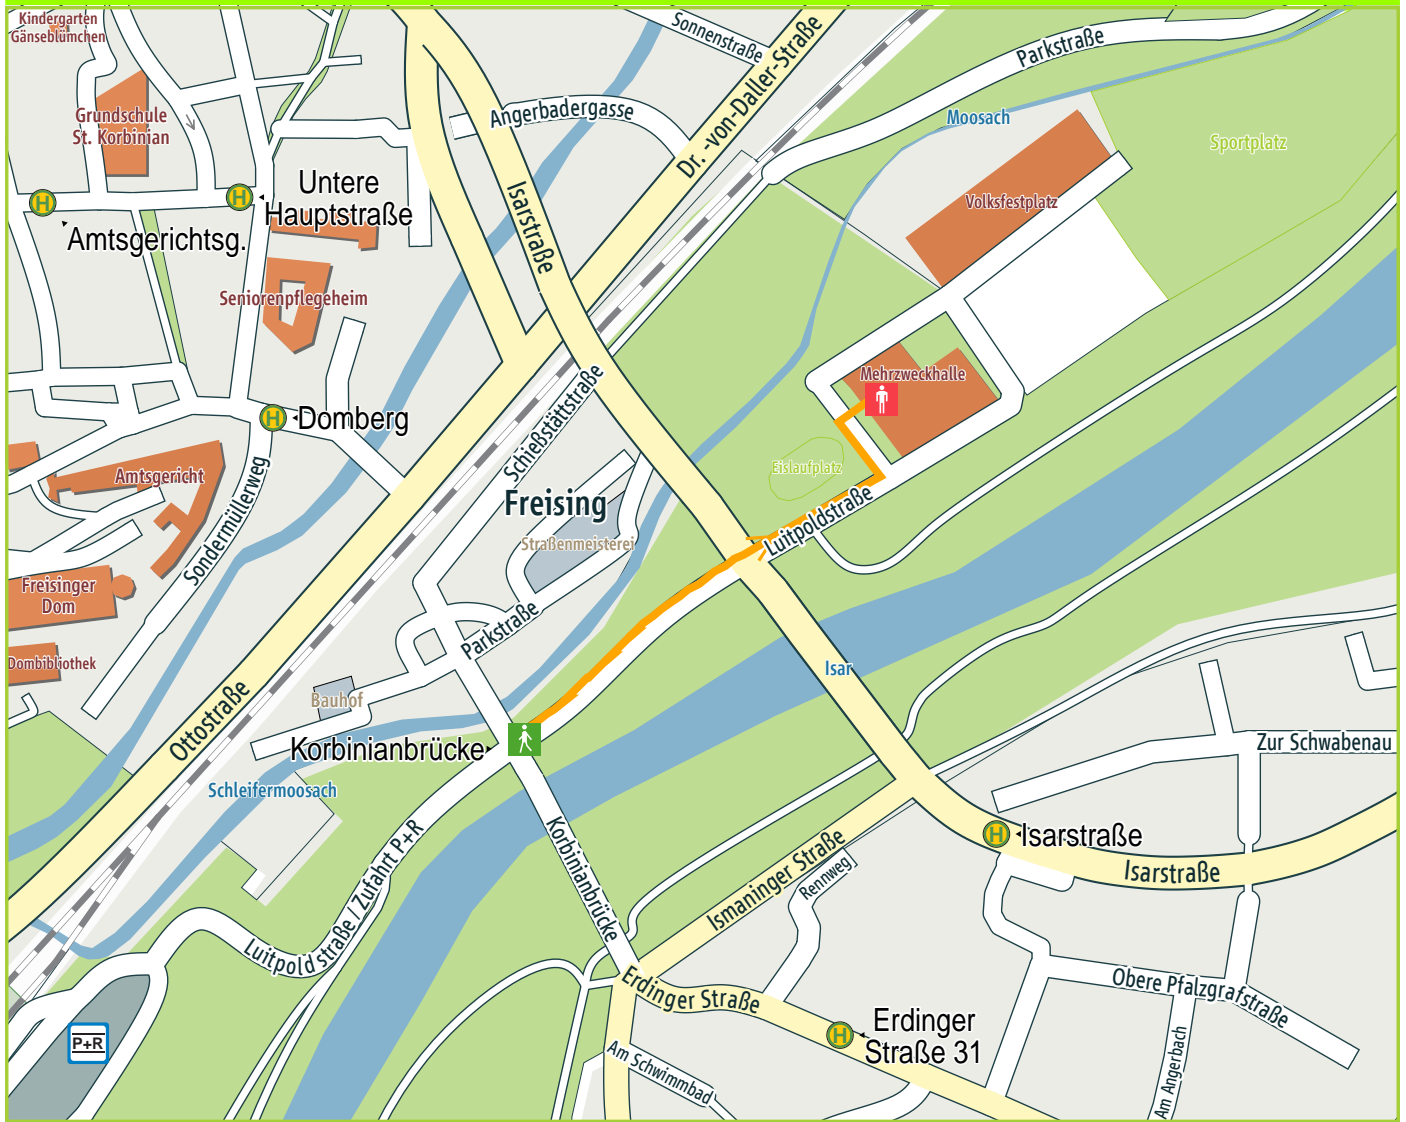 Kindergarten
Gänseblümchen
Sonnenstraße
Dr. -von-Daller-Straße
Parkstraße
Grundschule
St. Korbinian
Angerbadergasse
Moosach
Sportplatz
H
H
Untere
Hauptstraße
Amtsgerichtsg.
Isarstraße
Volksfestplatz
Seniorenpflegeheim
Mehrzweckhalle
H
Domberg
Schießstättstraße
Eislaufplatz
Amtsgericht
Sondermüllerweg
Freising
Straßenmeisterei
Luitpoldstraße
Freisinger
Dom
Parkstraße
Dombibliothek
Isar
Bauhof
Ottostraße
Korbinianbrücke
Zur Schwabenau
Schleifermoosach
Luitpoldstraße / Zufahrt P+R
Korbinianbrücke
Ismaninger Straße
Rennweg
H
Isarstraße
Isarstraße
Erdinger Straße
Obere Pfalzgrafstraße
H
Erdinger
Straße 31
P+R
Am Schwimmbad
Am Angerbach